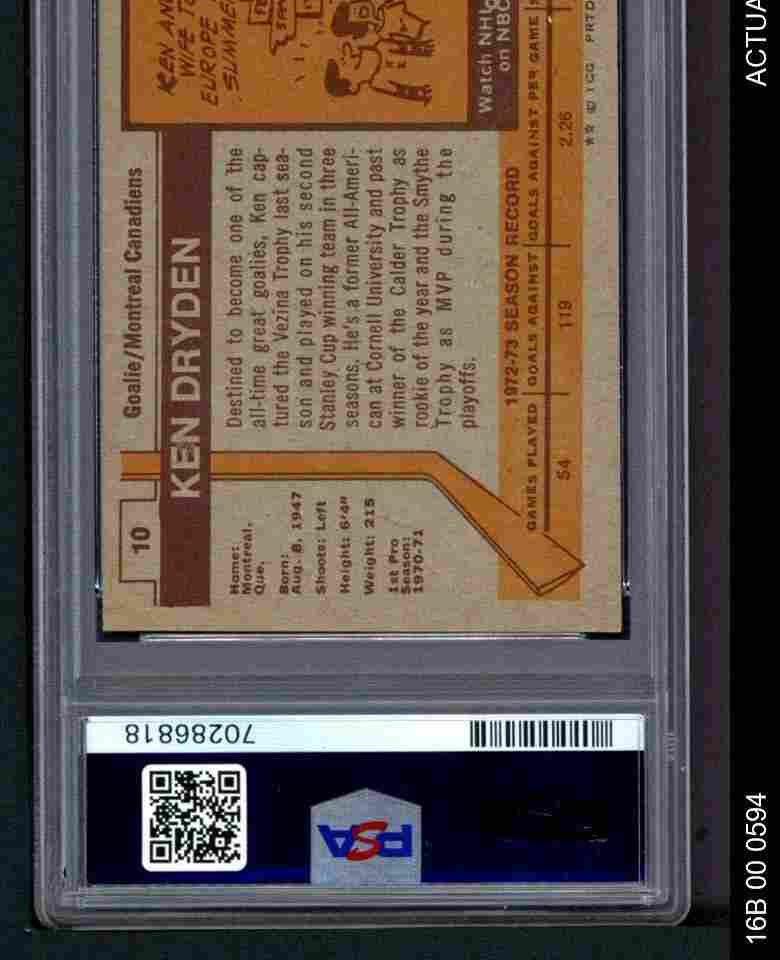 10
Goalie/Montreal Canadiens
KEN DRYDEN
Home:
Montreal,
Que.
Born:
Aug. 8, 1947
Shoots: Left
Height: 6'4"
Weight: 215
1st Pro
Season:
1970-71
Destined to become one of the
all-time great goalies, Ken cap-
tured the Vezina Trophy last sea-
son and played on his second
Stanley Cup winning team in three
seasons. He's a former All-Ameri-
can at Cornell University and past
winner of the Calder Trophy as
rookie of the year and the Smythe
Trophy as MVP during the
playoffs.
KEN AND
WIFE TO
EUROPE
SUMME
Watch NHL
on NBC
1972-73 SEASON RECORD
GAMES PLAYED GOALS AGAINST GOALS AGAINST PER GAME
54 119 2.26
** © T.C.G. PRTD
70286818
PSA
ACTUA
16B 00 0594